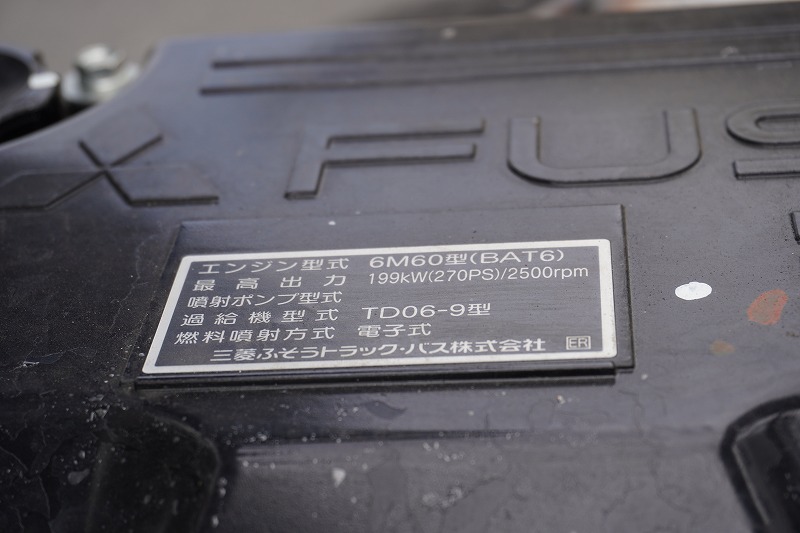 FUS
エンジン型式 6M60型(BAT6)
最高出力 199kW(270PS)/2500rpm
噴射ポンプ型式
過給機型式 TD06-9型
燃料噴射方式 電子式
三菱ふそうトラック・バス株式会社 ER